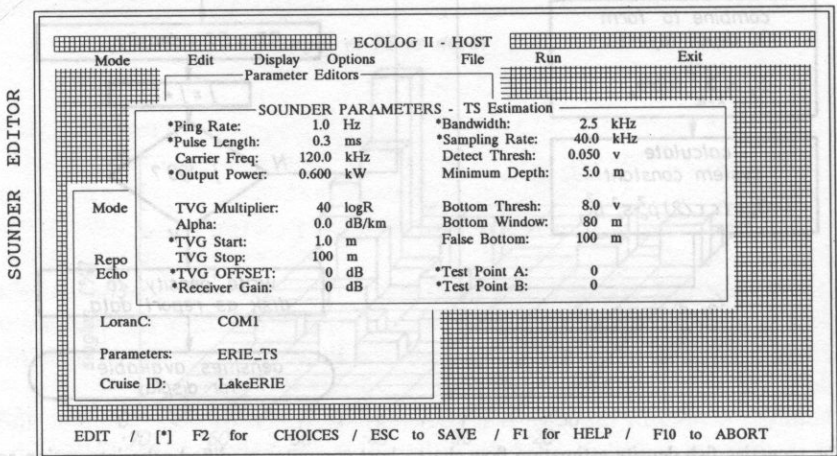 SOUNDER EDITOR
ECOLOG II - HOST
Mode Edit Display Options File Run Exit
Parameter Editors
SOUNDER PARAMETERS - TS Estimation
*Ping Rate: 1.0 Hz *Bandwidth: 2.5 kHz
*Pulse Length: 0.3 ms *Sampling Rate: 40.0 kHz
Carrier Freq: 120.0 kHz Detect Thresh: 0.050 v
*Output Power: 0.600 kW Minimum Depth: 5.0 m
Mode
TVG Multiplier: 40 logR Bottom Thresh: 8.0 v
Alpha: 0.0 dB/km Bottom Window: 80 m
*TVG Start: 1.0 m False Bottom: 100 m
Repo
TVG Stop: 100 m
Echo
*TVG OFFSET: 0 dB *Test Point A: 0
*Receiver Gain: 0 dB *Test Point B: 0
LoranC: COM1
Parameters: ERIE_TS
Cruise ID: LakeERIE
EDIT / [*] F2 for CHOICES / ESC to SAVE / F1 for HELP / F10 to ABORT